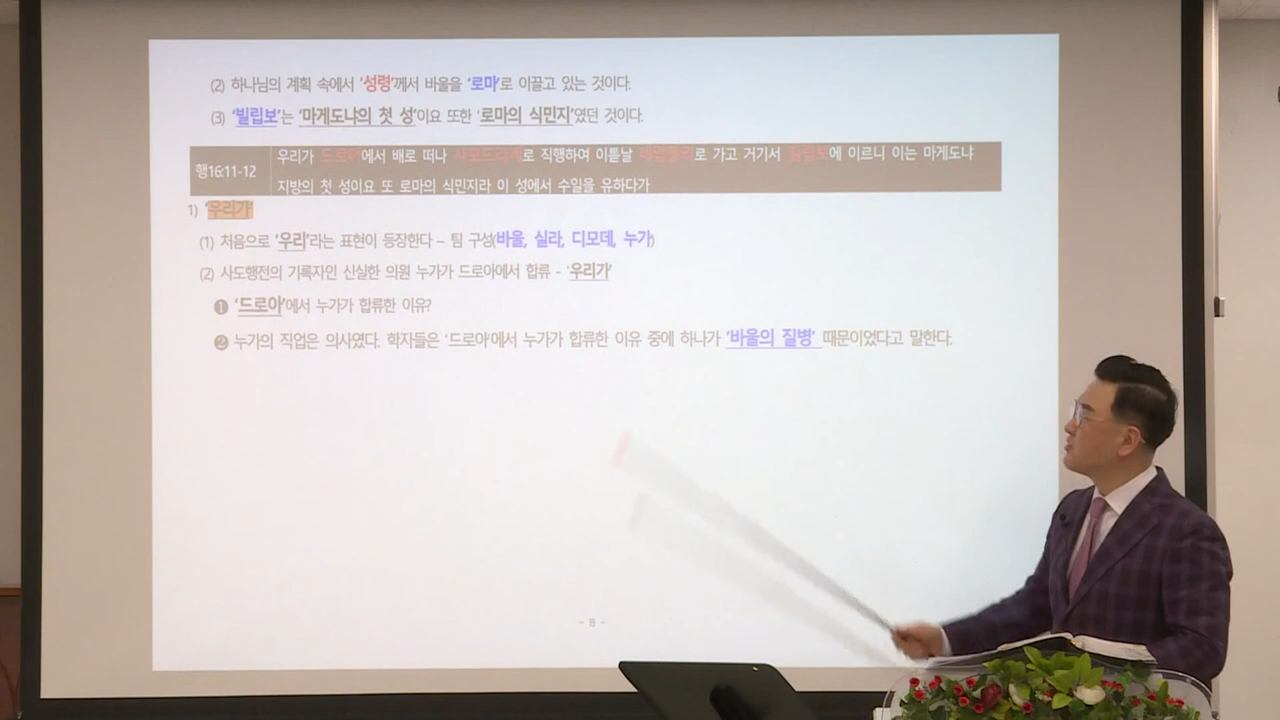 (2) 하나님의 계획 속에서 '성령'께서 바울을 '로마'로 이끌고 있는 것이다.
(3) '빌립보'는 '마게도냐의 첫 성'이요 또한 '로마의 식민지'였던 것이다.
행16:11-12
우리가 드로아에서 배로 떠나 사모드라게로 직행하여 이튿날 네압볼리로 가고 거기서 빌립보에 이르니 이는 마게도냐
지방의 첫 성이요 또 로마의 식민지라 이 성에서 수일을 유하다가
1) '우리가'
(1) 처음으로 '우리'라는 표현이 등장한다 – 팀 구성(바울, 실라, 디모데, 누가)
(2) 사도행전의 기록자인 신실한 의원 누가가 드로아에서 합류 - '우리가'
❶ '드로아'에서 누가가 합류한 이유?
❷ 누가의 직업은 의사였다. 학자들은 '드로아'에서 누가가 합류한 이유 중에 하나가 '바울의 질병' 때문이었다고 말한다.
- 8 -